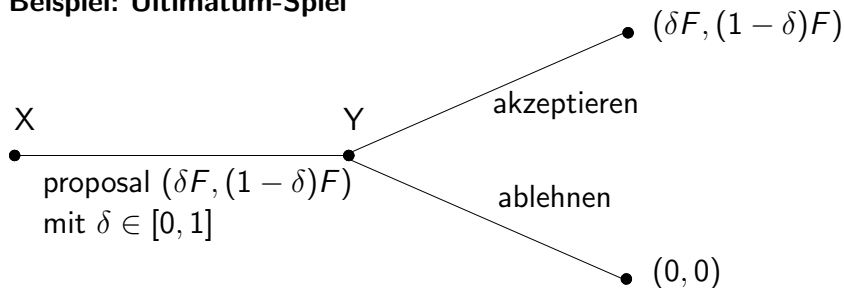 Beispiel: Ultimatum-Spiel
(δF, (1 − δ)F)
akzeptieren
X
Y
proposal (δF, (1 − δ)F)
mit δ ∈ [0, 1]
ablehnen
(0, 0)